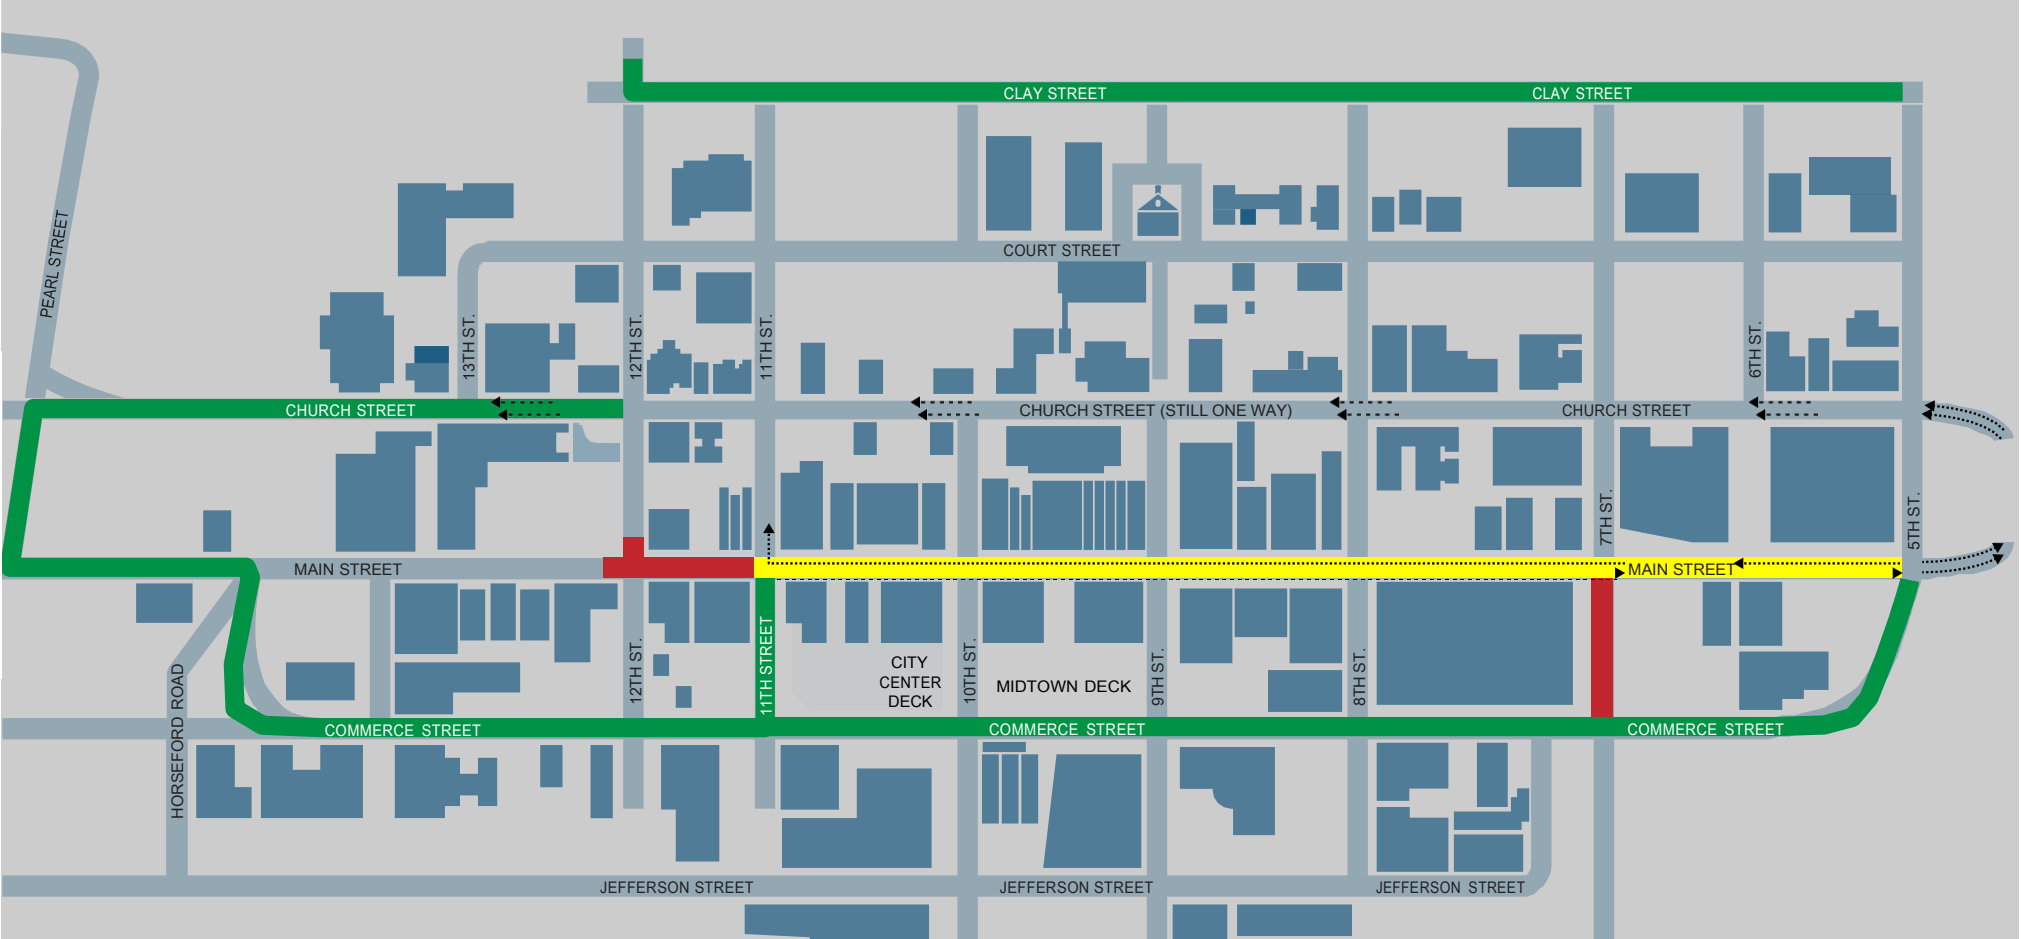 CLAY STREET
CLAY STREET
PEARL STREET
COURT STREET
13TH ST.
12TH ST.
11TH ST.
6TH ST.
CHURCH STREET
CHURCH STREET (STILL ONE WAY)
CHURCH STREET
7TH ST.
5TH ST.
MAIN STREET
MAIN STREET
HORSEFORD ROAD
12TH ST.
11TH STREET
CITY
CENTER
DECK
10TH ST.
MIDTOWN DECK
9TH ST.
8TH ST.
COMMERCE STREET
COMMERCE STREET
COMMERCE STREET
JEFFERSON STREET
JEFFERSON STREET
JEFFERSON STREET